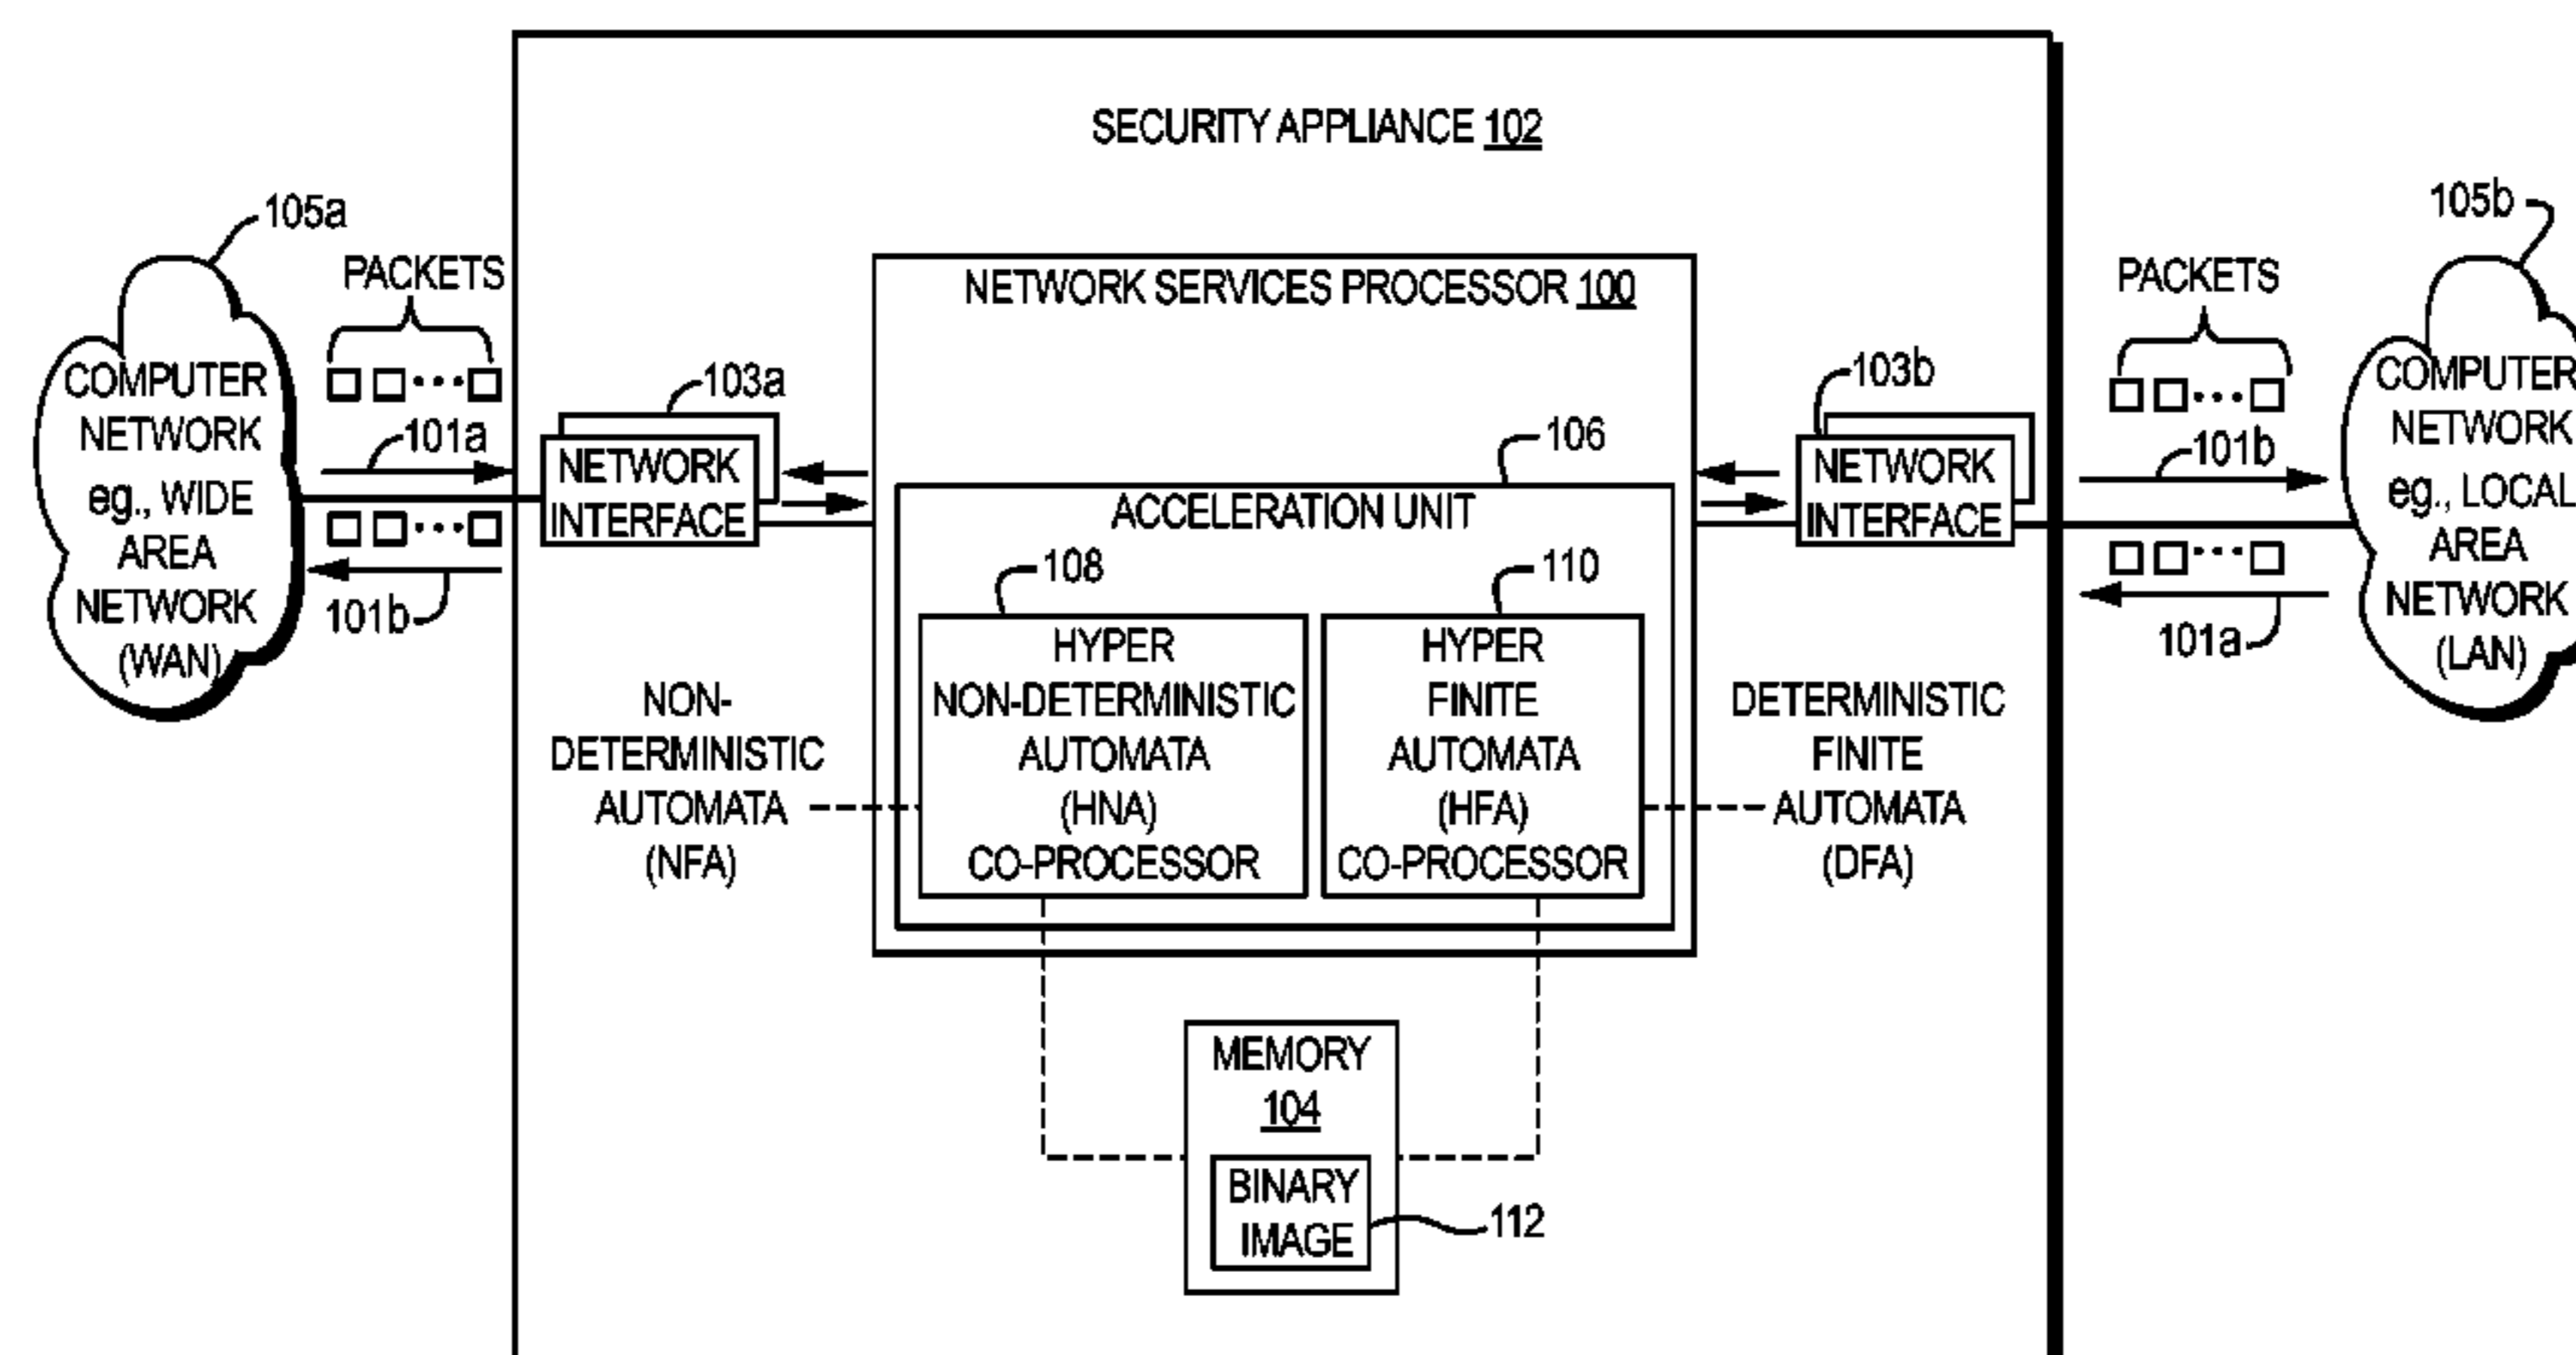 SECURITY APPLIANCE 102
105a
PACKETS
COMPUTER
NETWORK
eg., WIDE
AREA
NETWORK
(WAN)
101a
101b
NETWORK SERVICES PROCESSOR 100
103a
NETWORK
INTERFACE
106
ACCELERATION UNIT
108
HYPER
NON-DETERMINISTIC
AUTOMATA
(HNA)
CO-PROCESSOR
110
HYPER
FINITE
AUTOMATA
(HFA)
CO-PROCESSOR
NON-
DETERMINISTIC
AUTOMATA
(NFA)
DETERMINISTIC
FINITE
AUTOMATA
(DFA)
103b
NETWORK
INTERFACE
MEMORY
104
BINARY
IMAGE
112
PACKETS
101b
101a
105b
COMPUTER
NETWORK
eg., LOCAL
AREA
NETWORK
(LAN)